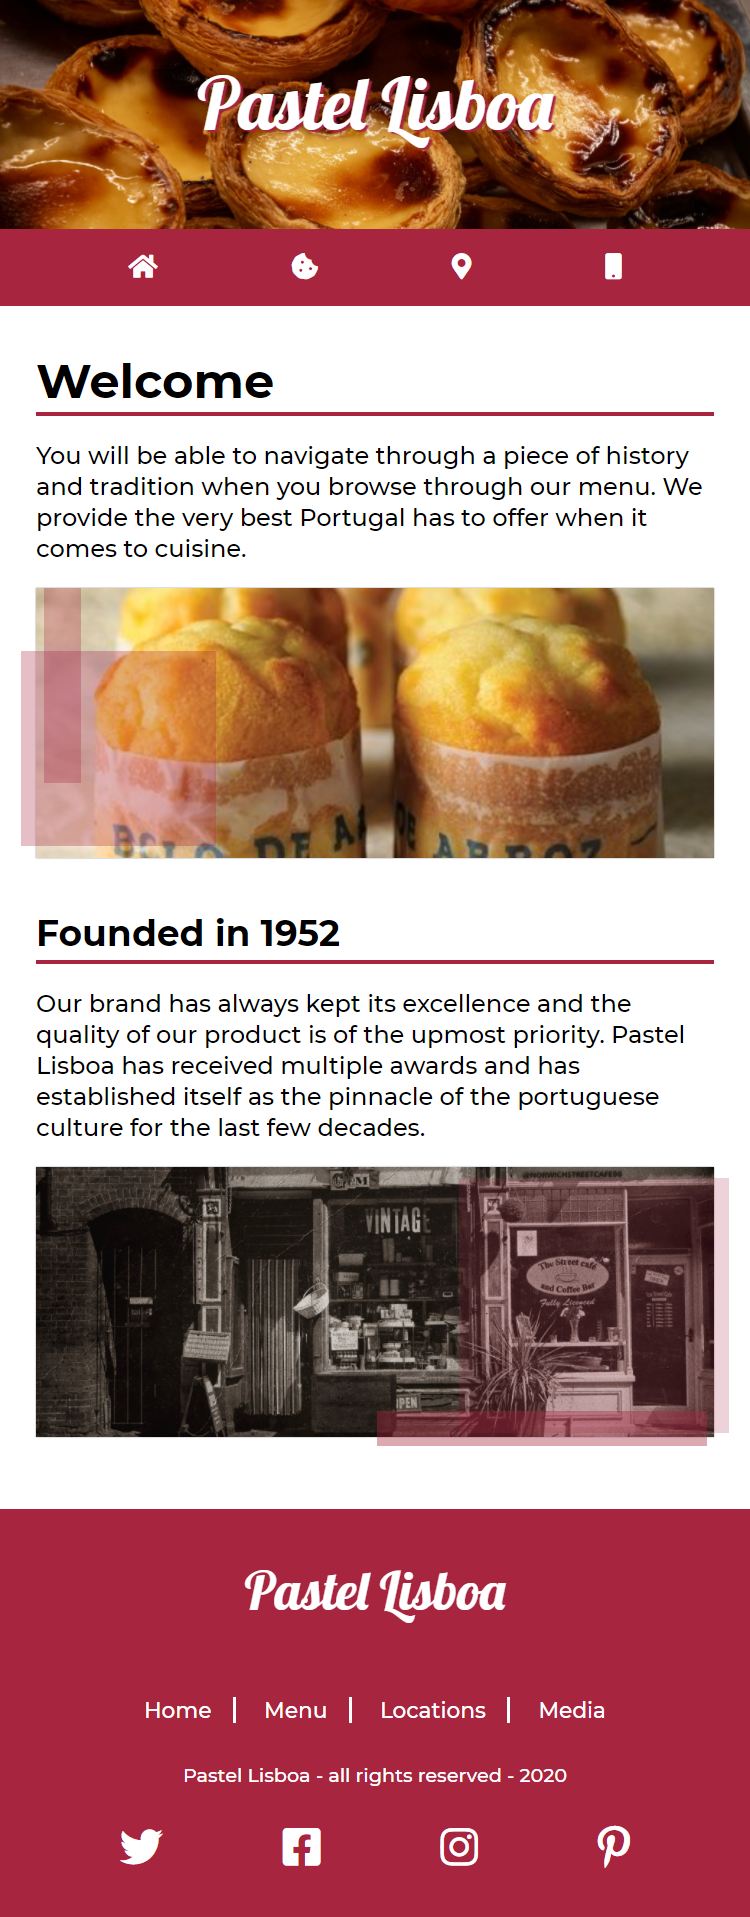 Pastel Lisboa
Welcome
You will be able to navigate through a piece of history
and tradition when you browse through our menu. We
provide the very best Portugal has to offer when it
comes to cuisine.
BOLO DE A
DE ARROZ
Founded in 1952
Our brand has always kept its excellence and the
quality of our product is of the upmost priority. Pastel
Lisboa has received multiple awards and has
established itself as the pinnacle of the portuguese
culture for the last few decades.
@NORWICHSTREETCAFE90
G&M
VINTAGE
The Street café
and Coffee Bar
Fully Licenced
OPEN
Pastel Lisboa
Home | Menu | Locations | Media
Pastel Lisboa - all rights reserved - 2020